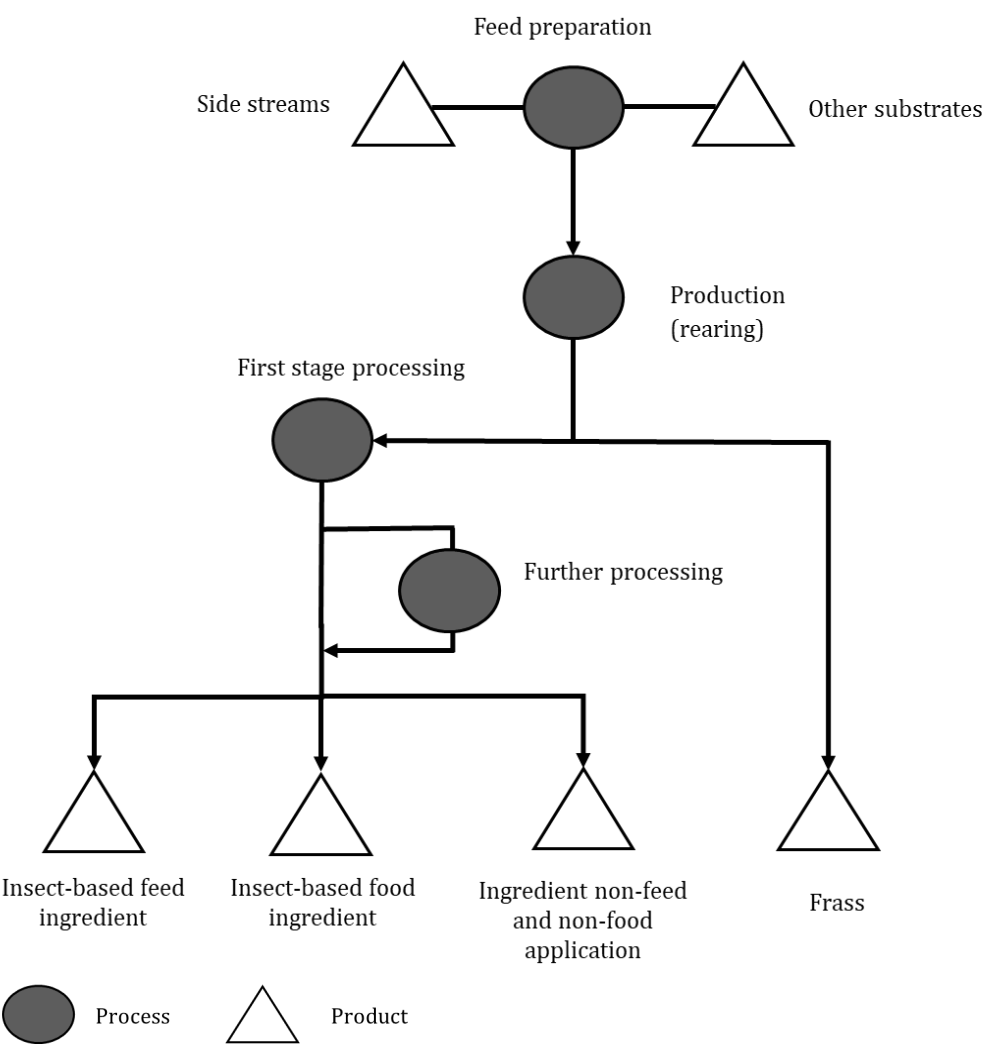 Feed preparation
Side streams
Other substrates
Production
(rearing)
First stage processing
Further processing
Insect-based feed
ingredient
Insect-based food
ingredient
Ingredient non-feed
and non-food
application
Frass
Process
Product